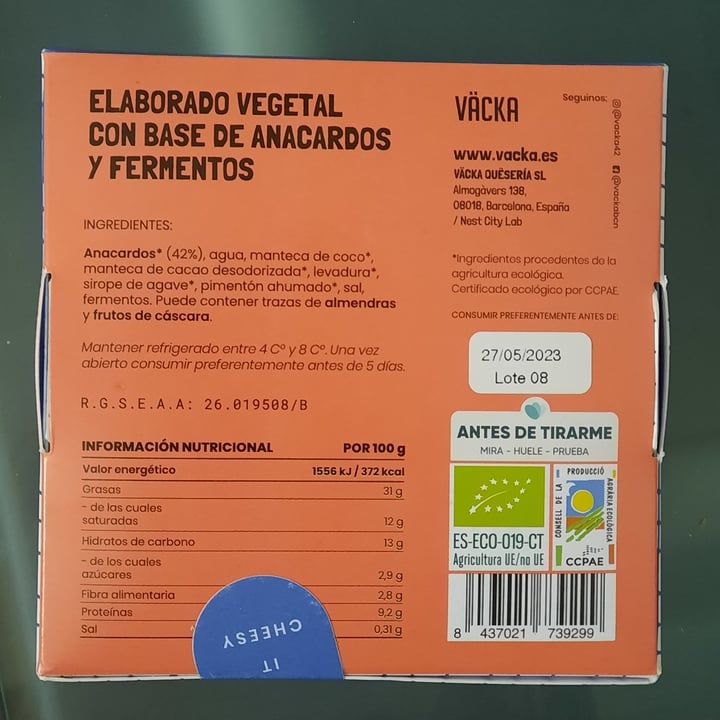 ELABORADO VEGETAL
CON BASE DE ANACARDOS
Y FERMENTOS
INGREDIENTES:
Anacardos* (42%), agua, manteca de coco*,
manteca de cacao desodorizada*, levadura*,
sirope de agave*, pimentón ahumado*, sal,
fermentos. Puede contener trazas de almendras
y frutos de cáscara.
Mantener refrigerado entre 4 Cº y 8 Cº. Una vez
abierto consumir preferentemente antes de 5 días.
R.G.S.E.A.A: 26.019508/B
INFORMACIÓN NUTRICIONAL POR 100 g
Valor energético 1556 kJ / 372 kcal
Grasas 31 g
- de las cuales
saturadas 12 g
Hidratos de carbono 13 g
- de los cuales
azúcares 2,9 g
Fibra alimentaria 2,8 g
Proteínas 9,2 g
Sal 0,31 g
IT
CHEESY
VÄCKA
Seguinos:
@väcka42
@väckabcn
www.vacka.es
VÄCKA QUËSERÍA SL
Almogàvers 138,
08018, Barcelona, España
/ Nest City Lab
*Ingredientes procedentes de la
agricultura ecológica.
Certificado ecológico por CCPAE.
CONSUMIR PREFERENTEMENTE ANTES DE:
27/05/2023
Lote 08
ANTES DE TIRARME
MIRA - HUELE - PRUEBA
ES-ECO-019-CT
Agricultura UE/no UE
CONSELL DE LA
PRODUCCIÓ
AGRÀRIA ECOLÒGICA
CCPAE
8 437021 739299